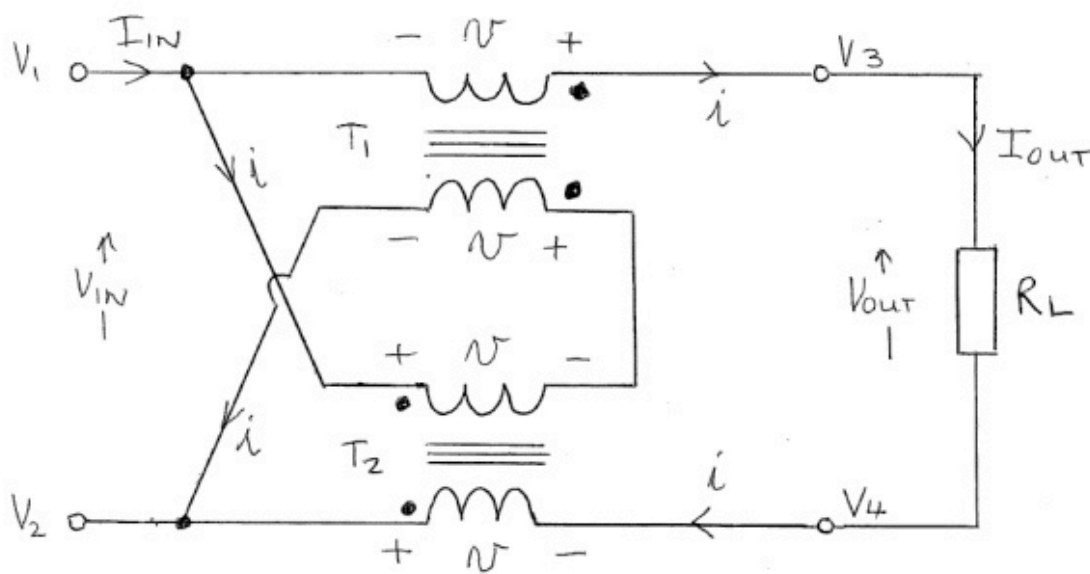 V1 IIN - v + V3
i
T1 IOUT
i
- v +
VIN VOUT RL
+ v -
i T2 i
V2 V4
+ v -